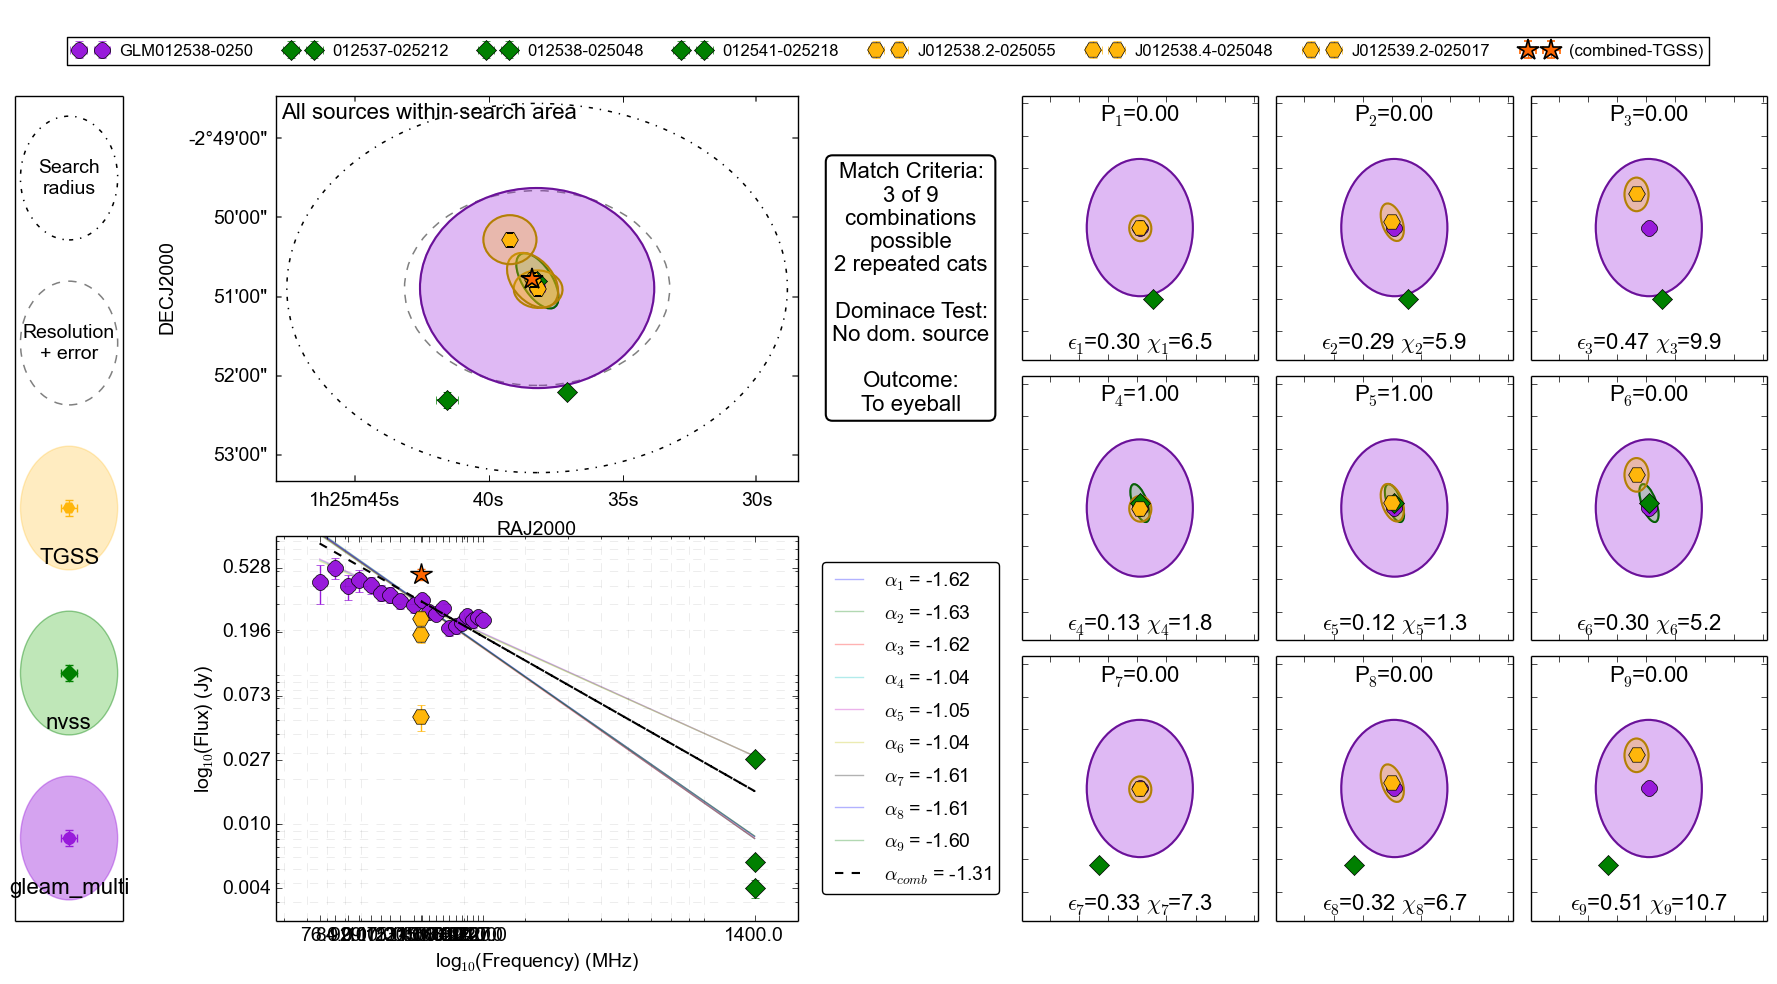 GLM012538-0250 012537-025212 012538-025048 012541-025218 J012538.2-025055 J012538.4-025048 J012539.2-025017 (combined-TGSS)
Search
radius
Resolution
+ error
TGSS
nvss
gleam_multi
All sources within search area
DECJ2000
-2°49'00"
50'00"
51'00"
52'00"
53'00"
1h25m45s 40s 35s 30s
RAJ2000
Match Criteria:
3 of 9
combinations
possible
2 repeated cats
Dominace Test:
No dom. source
Outcome:
To eyeball
log10(Flux) (Jy)
0.528
0.196
0.073
0.027
0.010
0.004
1400.0
log10(Frequency) (MHz)
α1 = -1.62
α2 = -1.63
α3 = -1.62
α4 = -1.04
α5 = -1.05
α6 = -1.04
α7 = -1.61
α8 = -1.61
α9 = -1.60
αcomb = -1.31
P1=0.00
ϵ1=0.30 χ1=6.5
P2=0.00
ϵ2=0.29 χ2=5.9
P3=0.00
ϵ3=0.47 χ3=9.9
P4=1.00
ϵ4=0.13 χ4=1.8
P5=1.00
ϵ5=0.12 χ5=1.3
P6=0.00
ϵ6=0.30 χ6=5.2
P7=0.00
ϵ7=0.33 χ7=7.3
P8=0.00
ϵ8=0.32 χ8=6.7
P9=0.00
ϵ9=0.51 χ9=10.7